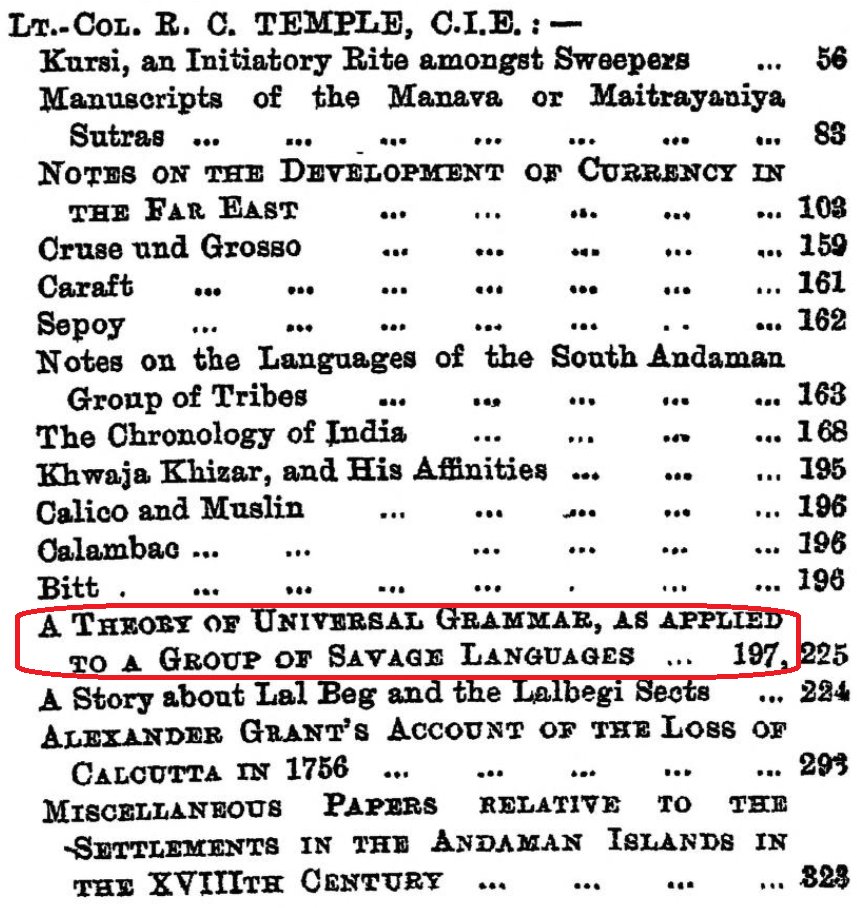 LT.-COL. R. C. TEMPLE, C.I.E. :—
Kursi, an Initiatory Rite amongst Sweepers ... 56
Manuscripts of the Manava or Maitrayaniya
Sutras ... ... ... ... ... ... ... 83
NOTES ON THE DEVELOPMENT OF CURRENCY IN
THE FAR EAST ... ... ... ... ... 103
Cruse und Grosso ... ... ... ... ... 159
Caraft ... ... ... ... ... ... ... 161
Sepoy ... ... ... ... ... . . ... 162
Notes on the Languages of the South Andaman
Group of Tribes ... ... ... ... ... 163
The Chronology of India ... ... ... ... 168
Khwaja Khizar, and His Affinities ... ... ... 195
Calico and Muslin ... ... ... ... ... 196
Calambac ... ... ... ... ... ... 196
Bitt . ... ... ... ... . ... ... 196
A THEORY OF UNIVERSAL GRAMMAR, AS APPLIED
TO A GROUP OF SAVAGE LANGUAGES ... 197, 225
A Story about Lal Beg and the Lalbegi Sects ... 224
ALEXANDER GRANT'S ACCOUNT OF THE LOSS OF
CALCUTTA IN 1756 ... ... ... ... ... 293
MISCELLANEOUS PAPERS RELATIVE TO THE
SETTLEMENTS IN THE ANDAMAN ISLANDS IN
THE XVIIITH CENTURY ... ... ... ... 323